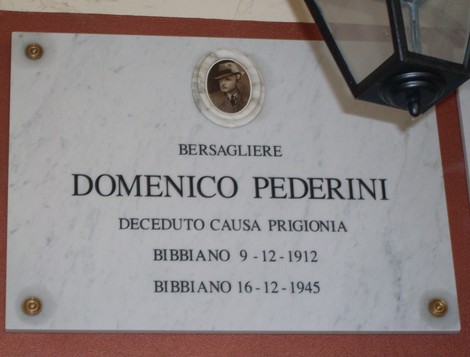 BERSAGLIERE
DOMENICO PEDERINI
DECEDUTO CAUSA PRIGIONIA
BIBBIANO 9-12-1912
BIBBIANO 16-12-1945